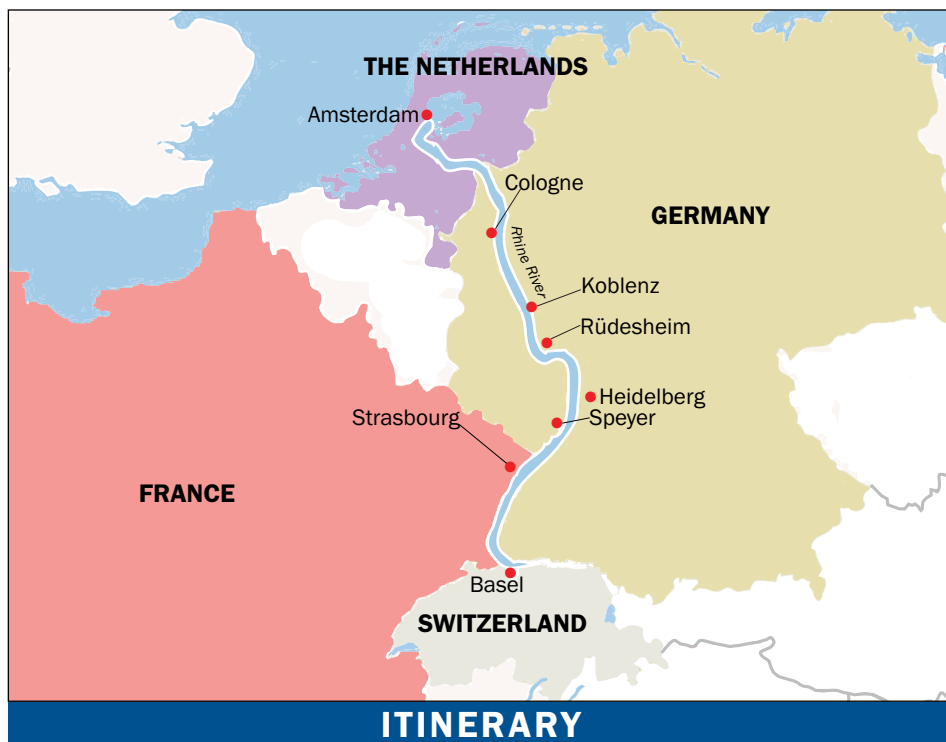 THE NETHERLANDS
Amsterdam
Cologne
GERMANY
Rhine River
Koblenz
Rüdesheim
Heidelberg
Strasbourg
Speyer
FRANCE
Basel
SWITZERLAND
ITINERARY